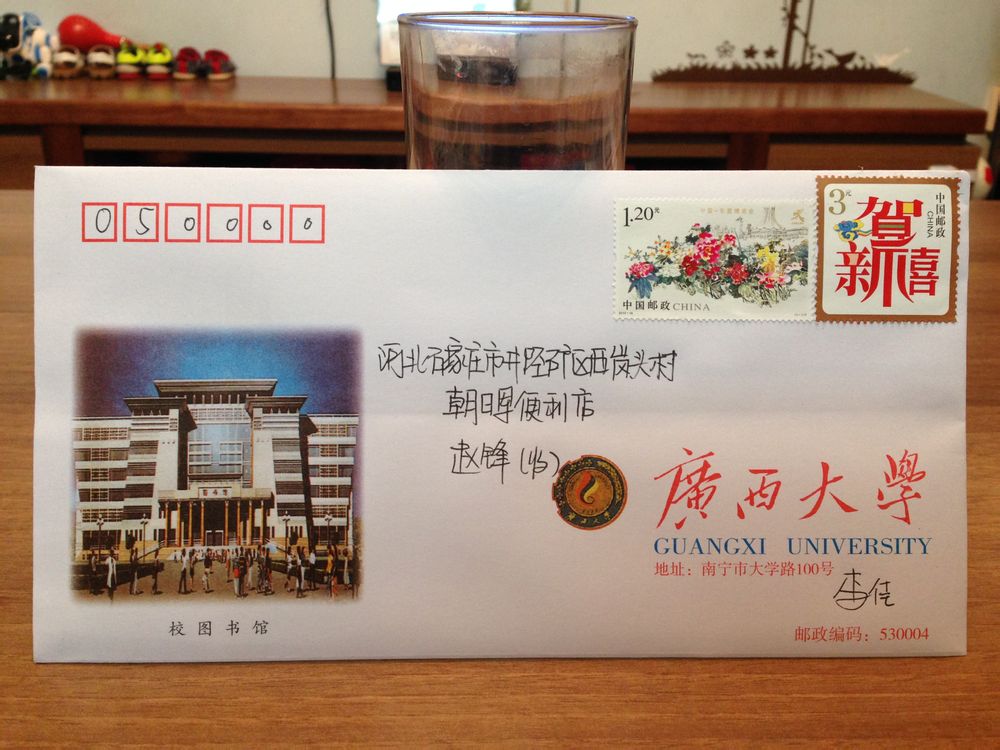 050000
1.20元
中国邮政 CHINA
3元
中国邮政
CHINA
贺
新禧
河北石家庄市井陉矿区西岗头村
朝日早便利店
赵锋(收)
廣西大學
GUANGXI UNIVERSITY
地址：南宁市大学路100号
李佳
邮政编码：530004
校图书馆